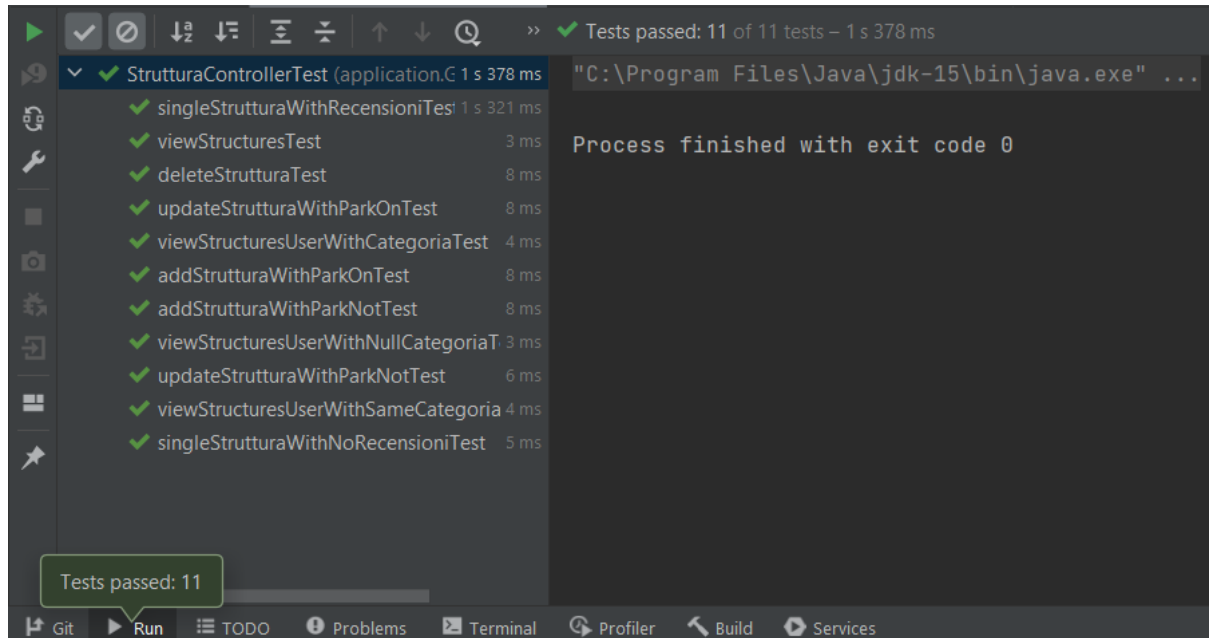 Tests passed: 11 of 11 tests – 1 s 378 ms
StrutturaControllerTest (application.G 1 s 378 ms
singleStrutturaWithRecensioniTest 1 s 321 ms
viewStructuresTest 3 ms
deleteStrutturaTest 8 ms
updateStrutturaWithParkOnTest 8 ms
viewStructuresUserWithCategoriaTest 4 ms
addStrutturaWithParkOnTest 8 ms
addStrutturaWithParkNotTest 8 ms
viewStructuresUserWithNullCategoriaT 3 ms
updateStrutturaWithParkNotTest 6 ms
viewStructuresUserWithSameCategoria 4 ms
singleStrutturaWithNoRecensioniTest 5 ms
"C:\Program Files\Java\jdk-15\bin\java.exe" ...
Process finished with exit code 0
Tests passed: 11
Git Run TODO Problems Terminal Profiler Build Services